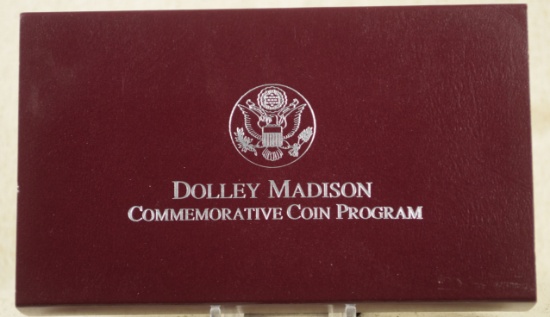 DOLLEY MADISON
COMMEMORATIVE COIN PROGRAM